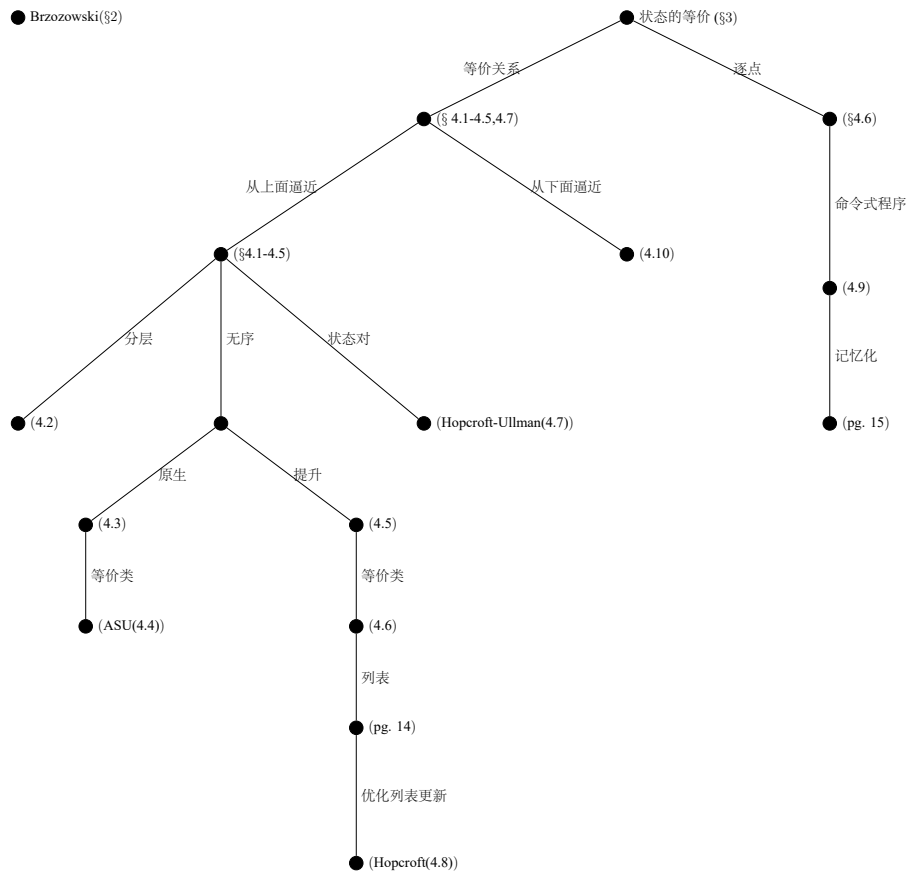 Brzozowski(§2)
状态的等价 (§3)
等价关系
逐点
(§ 4.1-4.5,4.7)
(§4.6)
从上面逼近
从下面逼近
命令式程序
(§4.1-4.5)
(4.10)
(4.9)
分层
无序
状态对
记忆化
(4.2)
(Hopcroft-Ullman(4.7))
(pg. 15)
原生
提升
(4.3)
(4.5)
等价类
等价类
(ASU(4.4))
(4.6)
列表
(pg. 14)
优化列表更新
(Hopcroft(4.8))